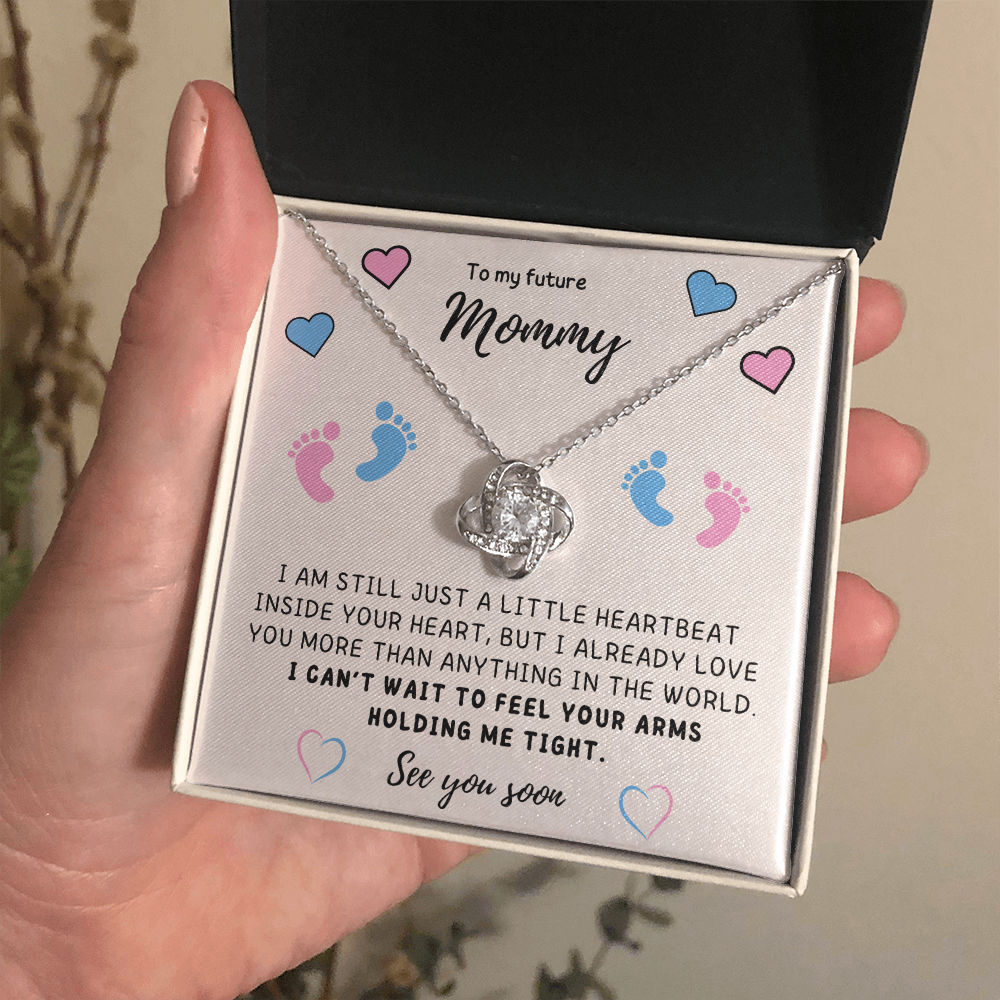 To my future
Mommy
I AM STILL JUST A LITTLE HEARTBEAT
INSIDE YOUR HEART, BUT I ALREADY LOVE
YOU MORE THAN ANYTHING IN THE WORLD.
I CAN'T WAIT TO FEEL YOUR ARMS
HOLDING ME TIGHT.
See you soon